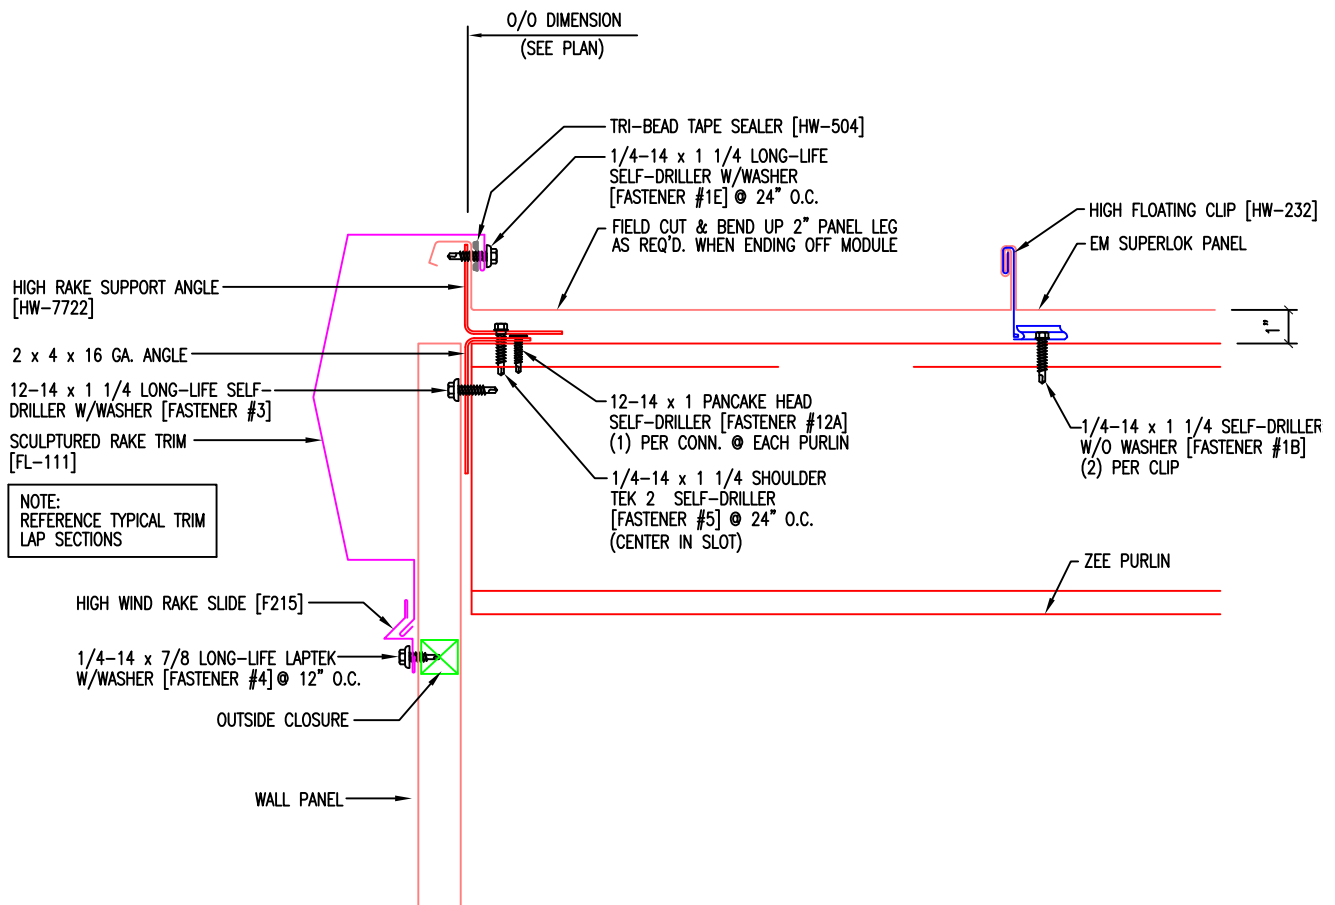 O/O DIMENSION
(SEE PLAN)
TRI-BEAD TAPE SEALER [HW-504]
1/4-14 x 1 1/4 LONG-LIFE
SELF-DRILLER W/WASHER
[FASTENER #1E] @ 24" O.C.
FIELD CUT & BEND UP 2" PANEL LEG
AS REQ'D. WHEN ENDING OFF MODULE
HIGH FLOATING CLIP [HW-232]
EM SUPERLOK PANEL
1"
HIGH RAKE SUPPORT ANGLE
[HW-7722]
2 x 4 x 16 GA. ANGLE
12-14 x 1 1/4 LONG-LIFE SELF-
DRILLER W/WASHER [FASTENER #3]
SCULPTURED RAKE TRIM
[FL-111]
NOTE:
REFERENCE TYPICAL TRIM
LAP SECTIONS
12-14 x 1 PANCAKE HEAD
SELF-DRILLER [FASTENER #12A]
(1) PER CONN. @ EACH PURLIN
1/4-14 x 1 1/4 SHOULDER
TEK 2 SELF-DRILLER
[FASTENER #5] @ 24" O.C.
(CENTER IN SLOT)
1/4-14 x 1 1/4 SELF-DRILLER
W/O WASHER [FASTENER #1B]
(2) PER CLIP
ZEE PURLIN
HIGH WIND RAKE SLIDE [F215]
1/4-14 x 7/8 LONG-LIFE LAPTEK
W/WASHER [FASTENER #4] @ 12" O.C.
OUTSIDE CLOSURE
WALL PANEL